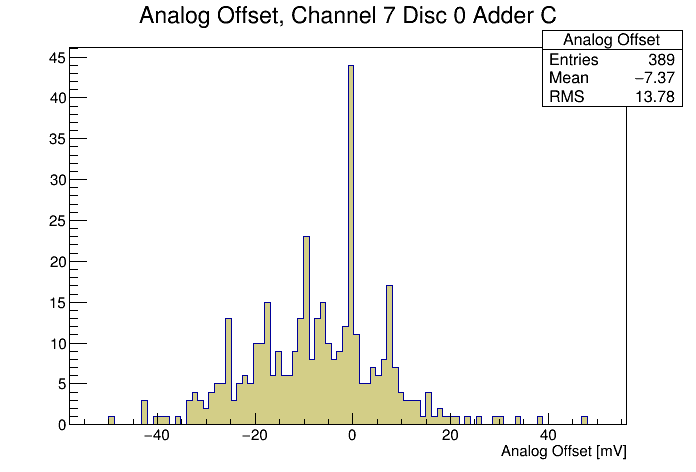 Analog Offset, Channel 7 Disc 0 Adder C
Analog Offset
Entries 389
Mean −7.37
RMS 13.78
45
40
35
30
25
20
15
10
5
0
−40 −20 0 20 40
Analog Offset [mV]